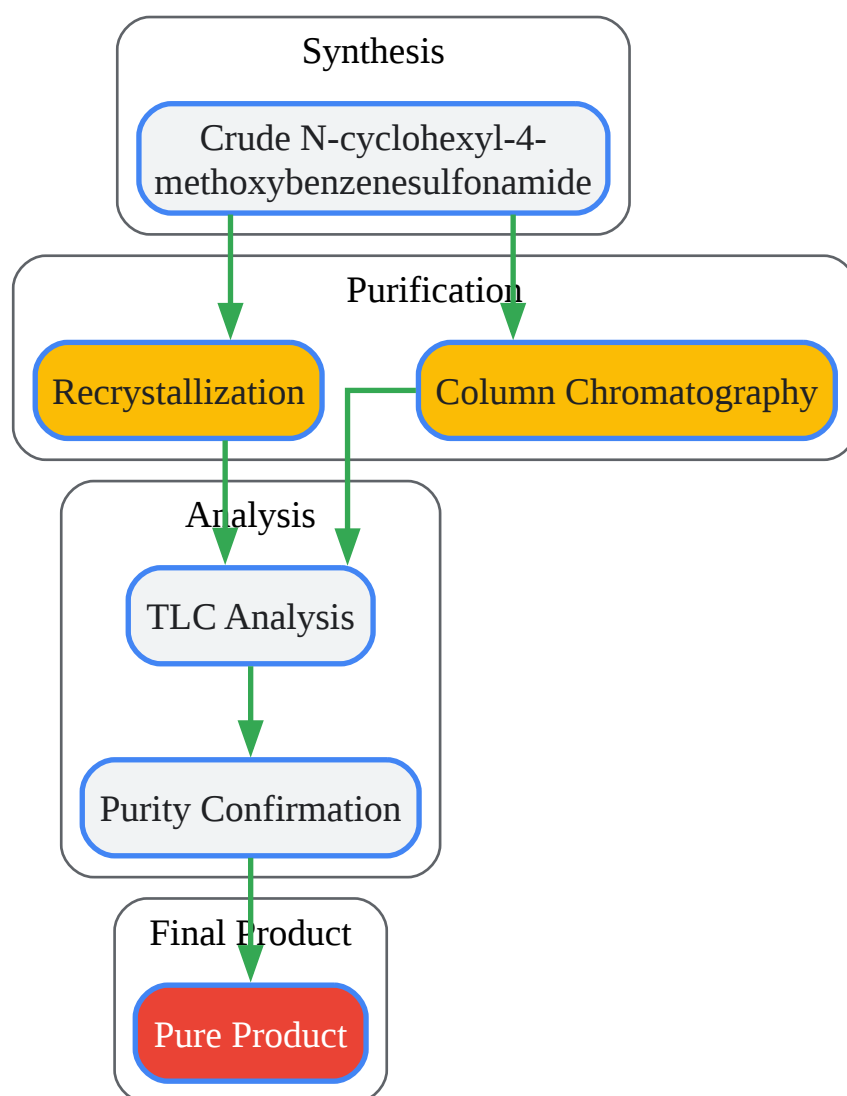 Synthesis
Crude N-cyclohexyl-4-
methoxybenzenesulfonamide
Purification
Recrystallization
Column Chromatography
Analysis
TLC Analysis
Purity Confirmation
Final Product
Pure Product